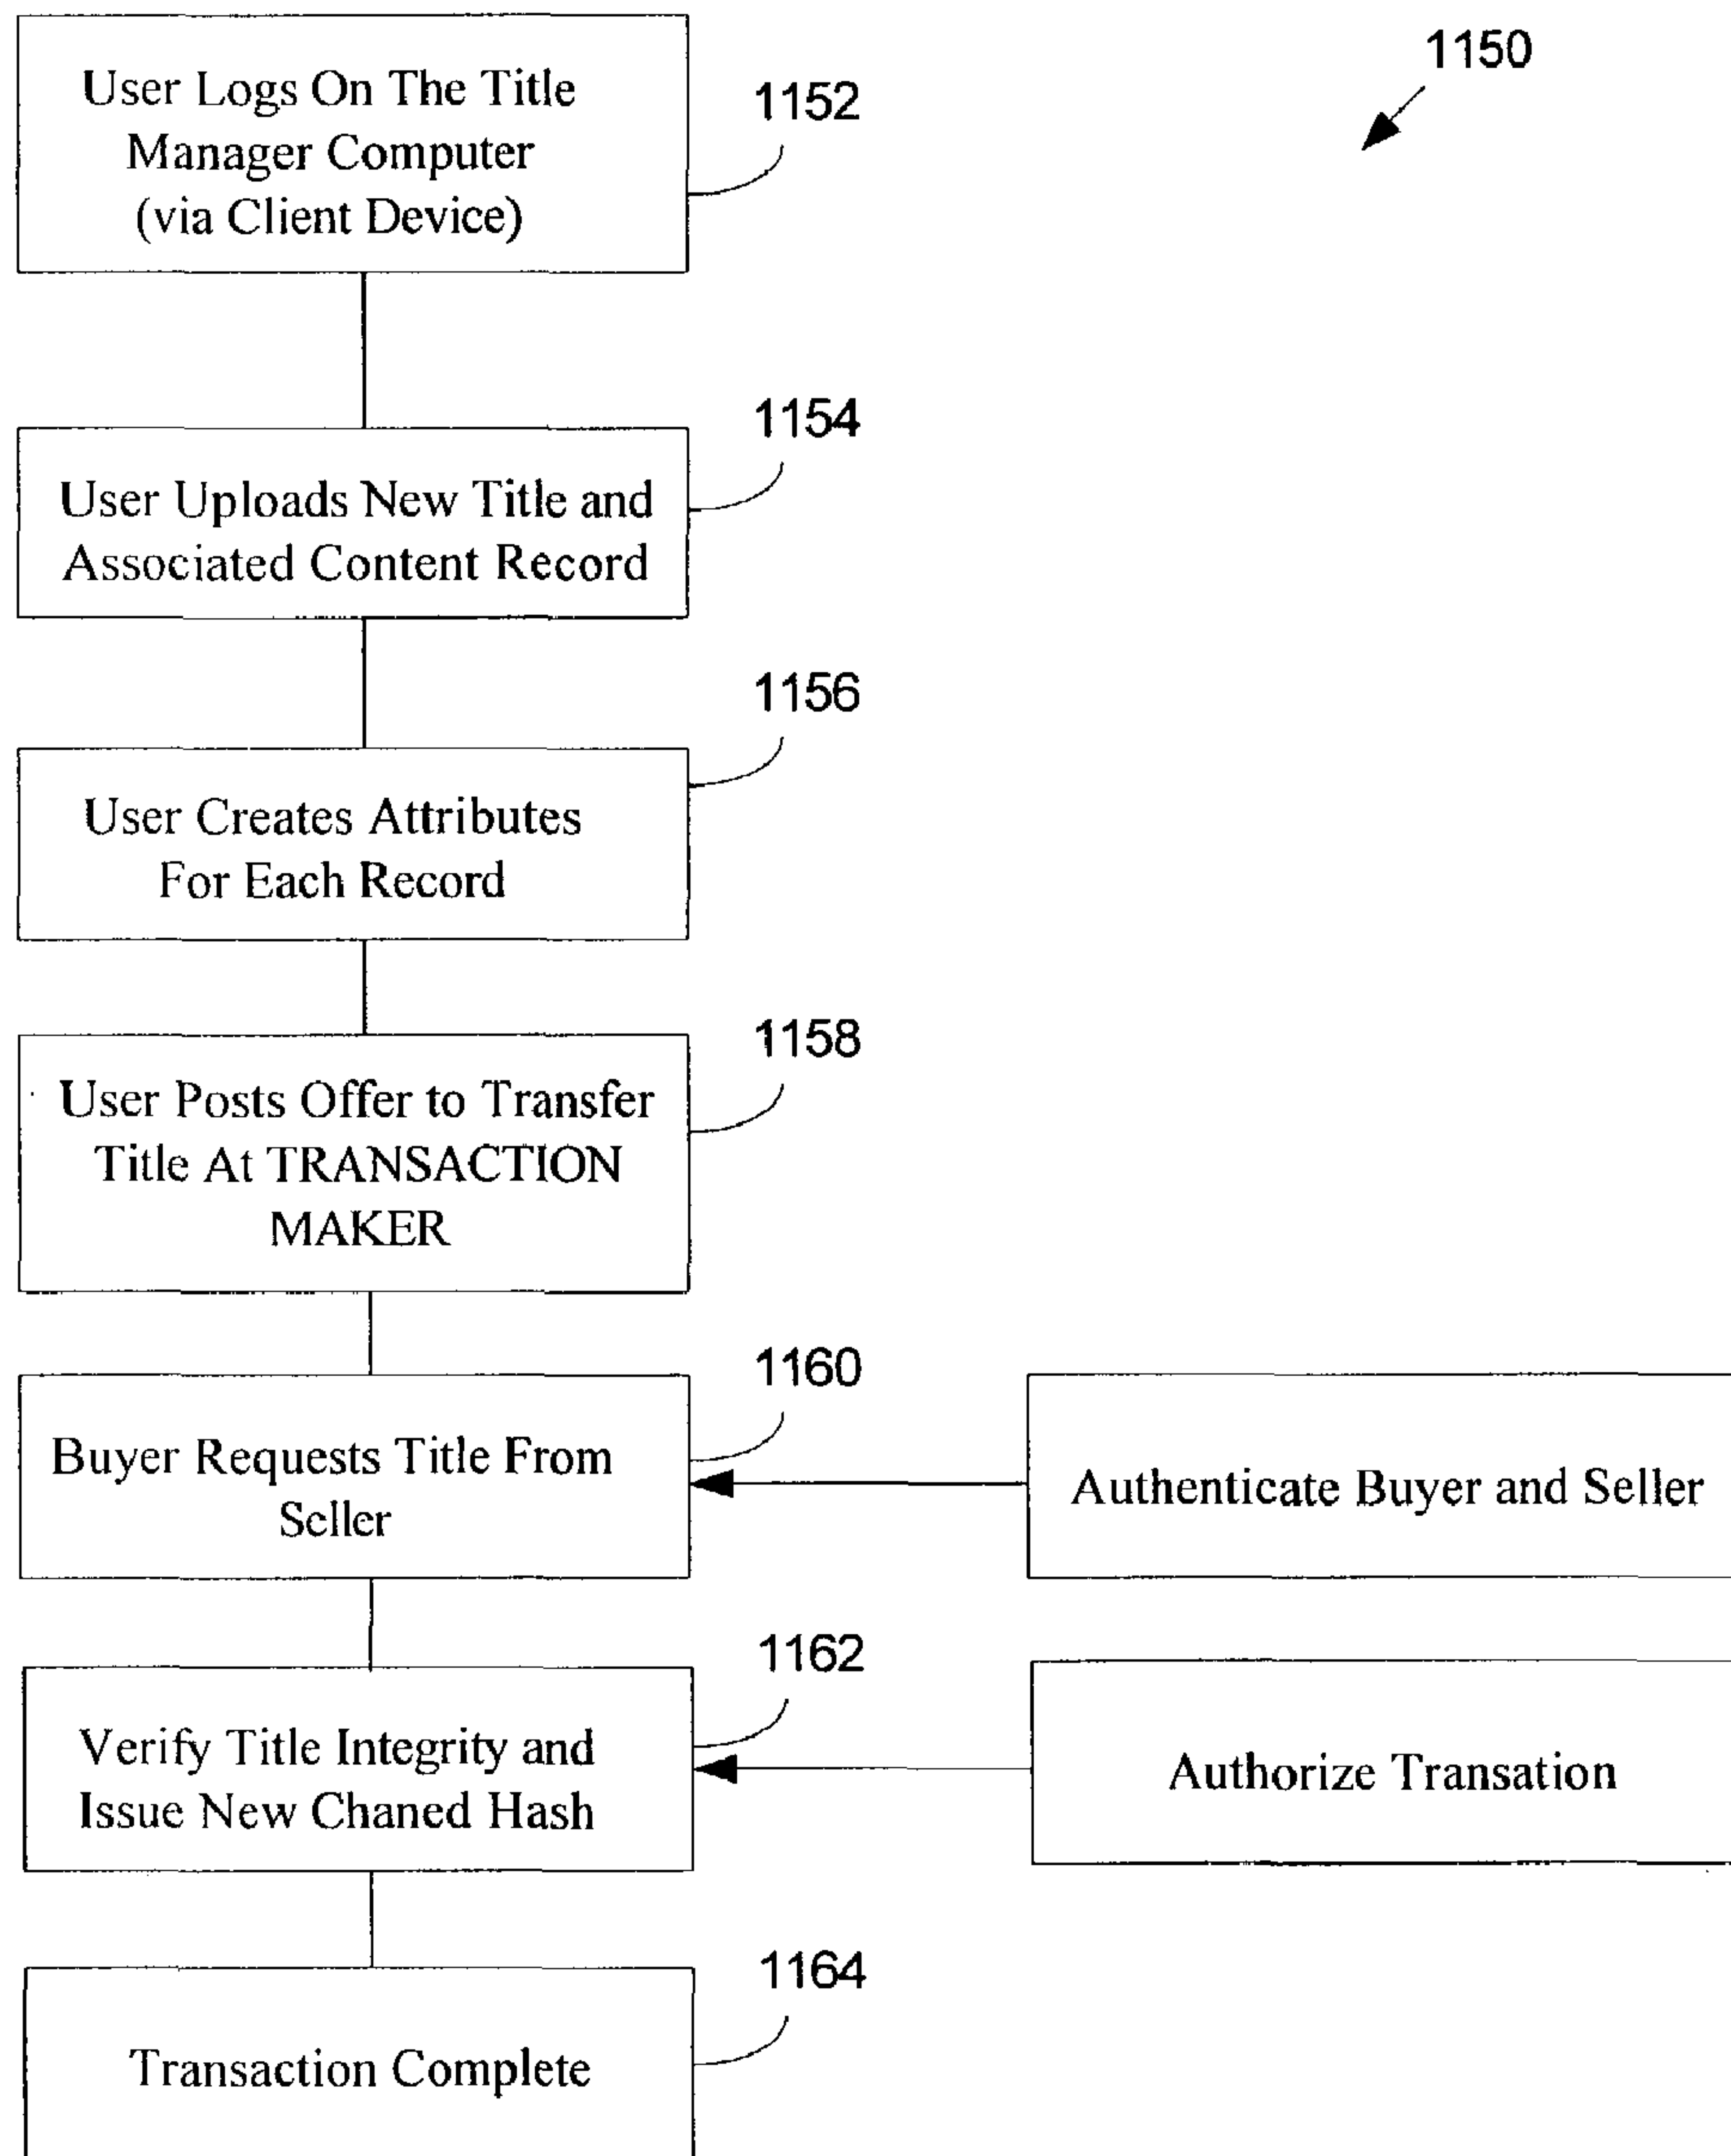 1150
User Logs On The Title
Manager Computer
(via Client Device)
1152
User Uploads New Title and
Associated Content Record
1154
User Creates Attributes
For Each Record
1156
User Posts Offer to Transfer
Title At TRANSACTION
MAKER
1158
Buyer Requests Title From
Seller
1160
Authenticate Buyer and Seller
Verify Title Integrity and
Issue New Chaned Hash
1162
Authorize Transation
Transaction Complete
1164